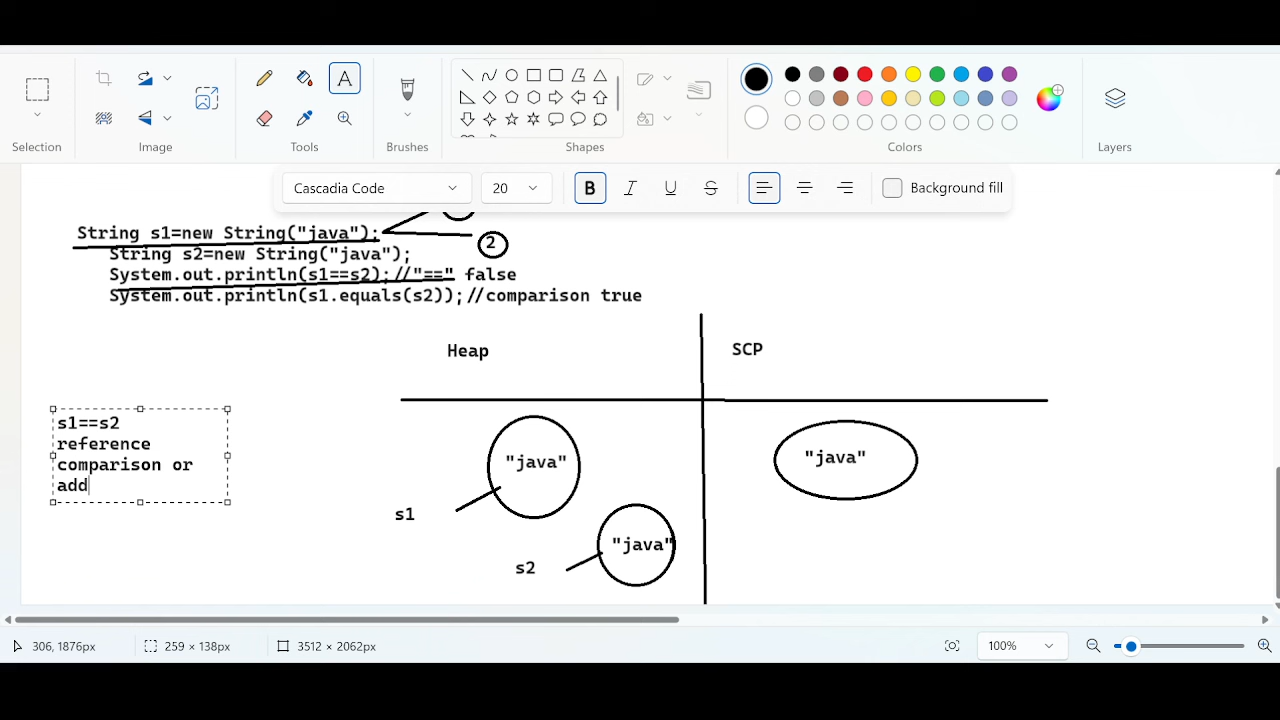 Selection
Image
Tools
Brushes
Shapes
Colors
Layers
Cascadia Code
20
B
Background fill
String s1=new String("java");
2
String s2=new String("java");
System.out.println(s1==s2);//"==" false
System.out.println(s1.equals(s2));//comparison true
Heap
SCP
s1==s2
reference
comparison or
add
"java"
"java"
s1
"java"
s2
306, 1876px
259 × 138px
3512 × 2062px
100%